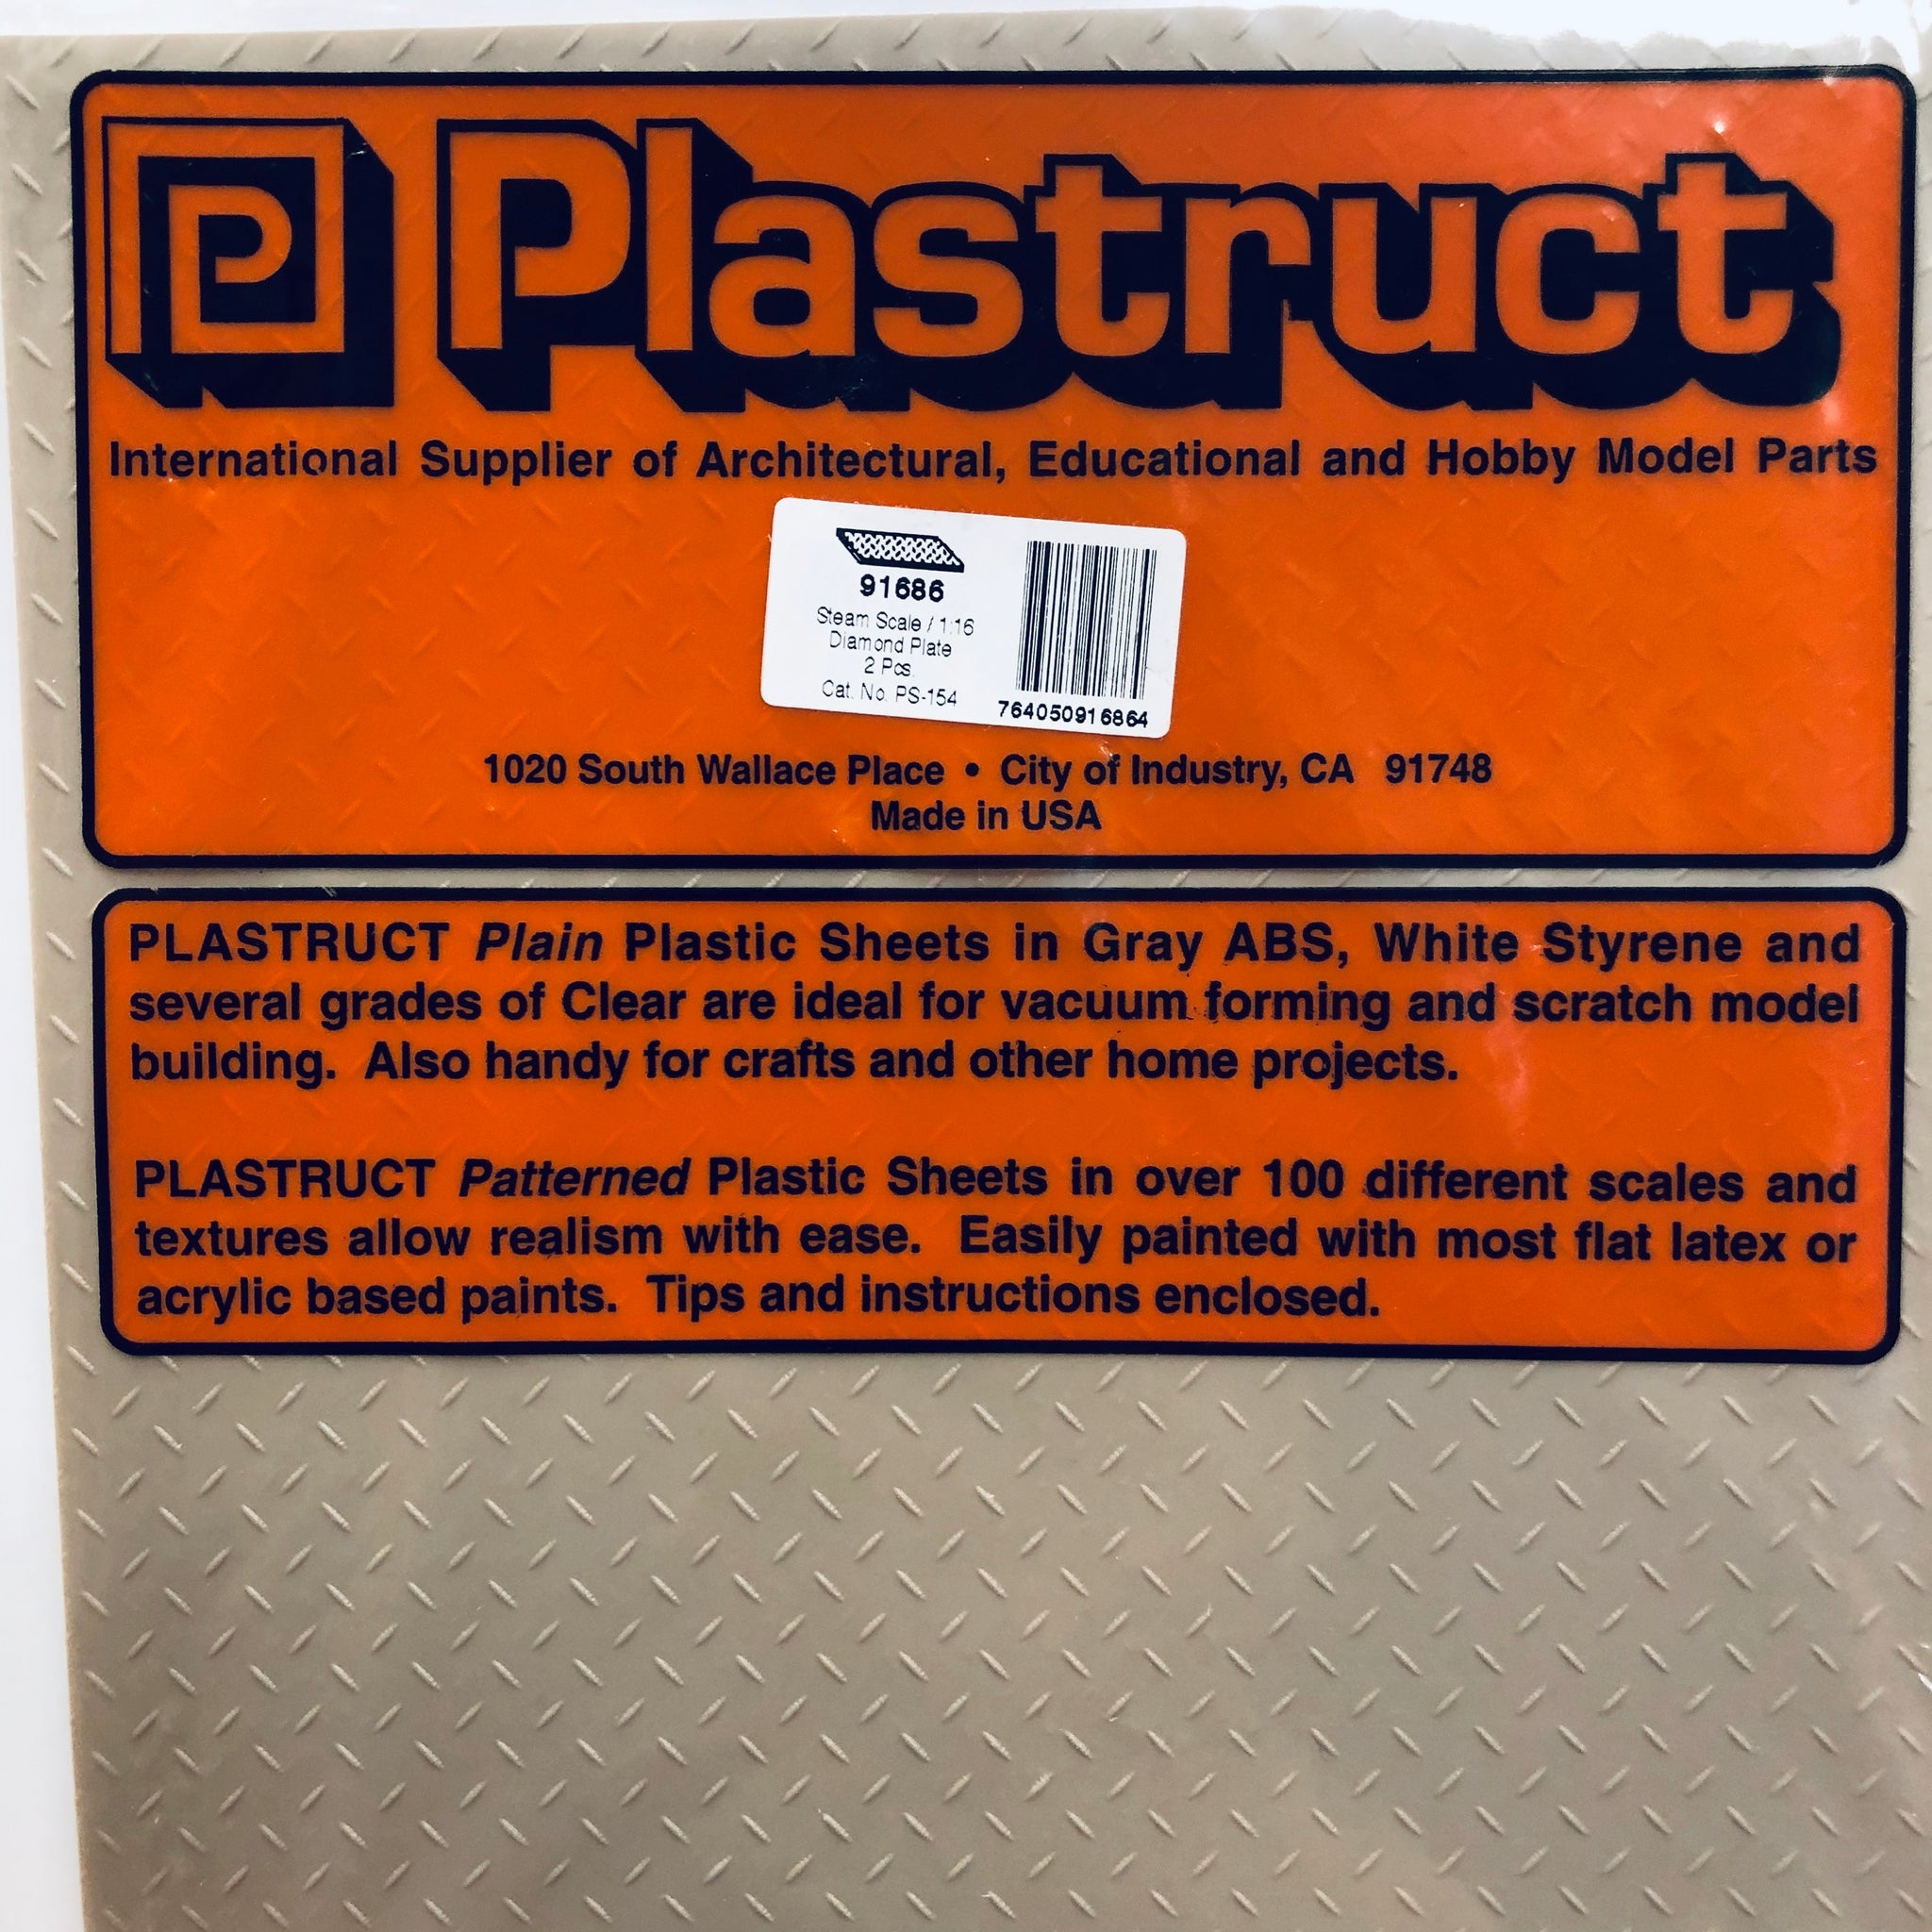 P Plastruct
International Supplier of Architectural, Educational and Hobby Model Parts
91686
Steam Scale / 1:16
Diamond Plate
2 Pcs.
Cat. No. PS-154
764050916864
1020 South Wallace Place • City of Industry, CA 91748
Made in USA
PLASTRUCT Plain Plastic Sheets in Gray ABS, White Styrene and
several grades of Clear are ideal for vacuum forming and scratch model
building. Also handy for crafts and other home projects.
PLASTRUCT Patterned Plastic Sheets in over 100 different scales and
textures allow realism with ease. Easily painted with most flat latex or
acrylic based paints. Tips and instructions enclosed.